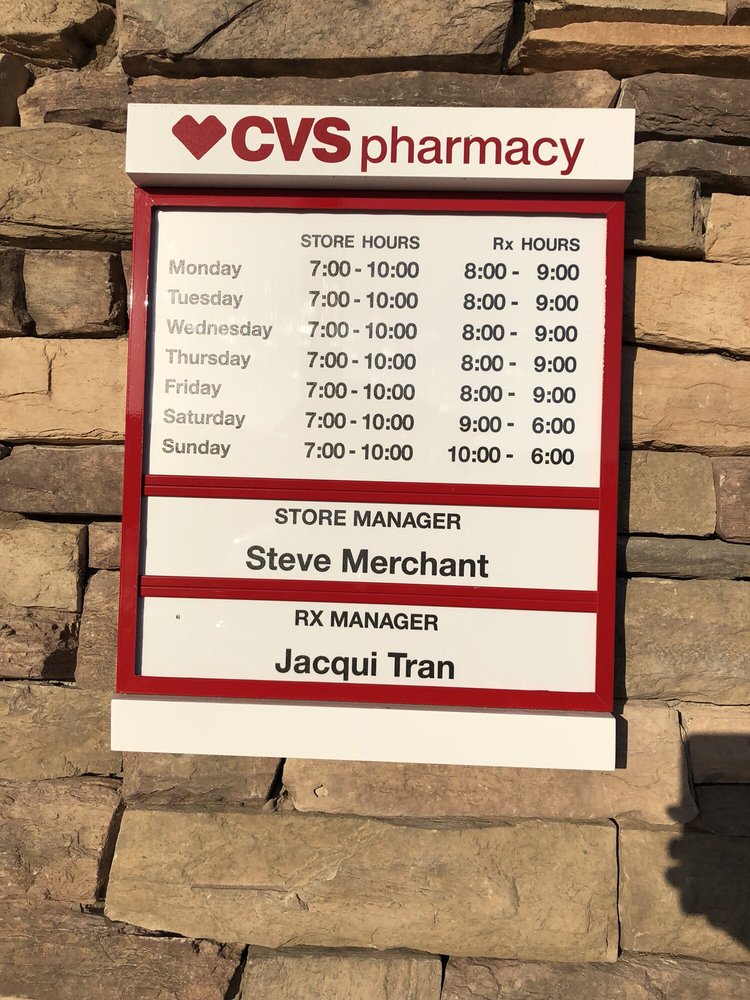 CVS pharmacy
STORE HOURS Rx HOURS
Monday 7:00 - 10:00 8:00 - 9:00
Tuesday 7:00 - 10:00 8:00 - 9:00
Wednesday 7:00 - 10:00 8:00 - 9:00
Thursday 7:00 - 10:00 8:00 - 9:00
Friday 7:00 - 10:00 8:00 - 9:00
Saturday 7:00 - 10:00 9:00 - 6:00
Sunday 7:00 - 10:00 10:00 - 6:00
STORE MANAGER
Steve Merchant
RX MANAGER
Jacqui Tran